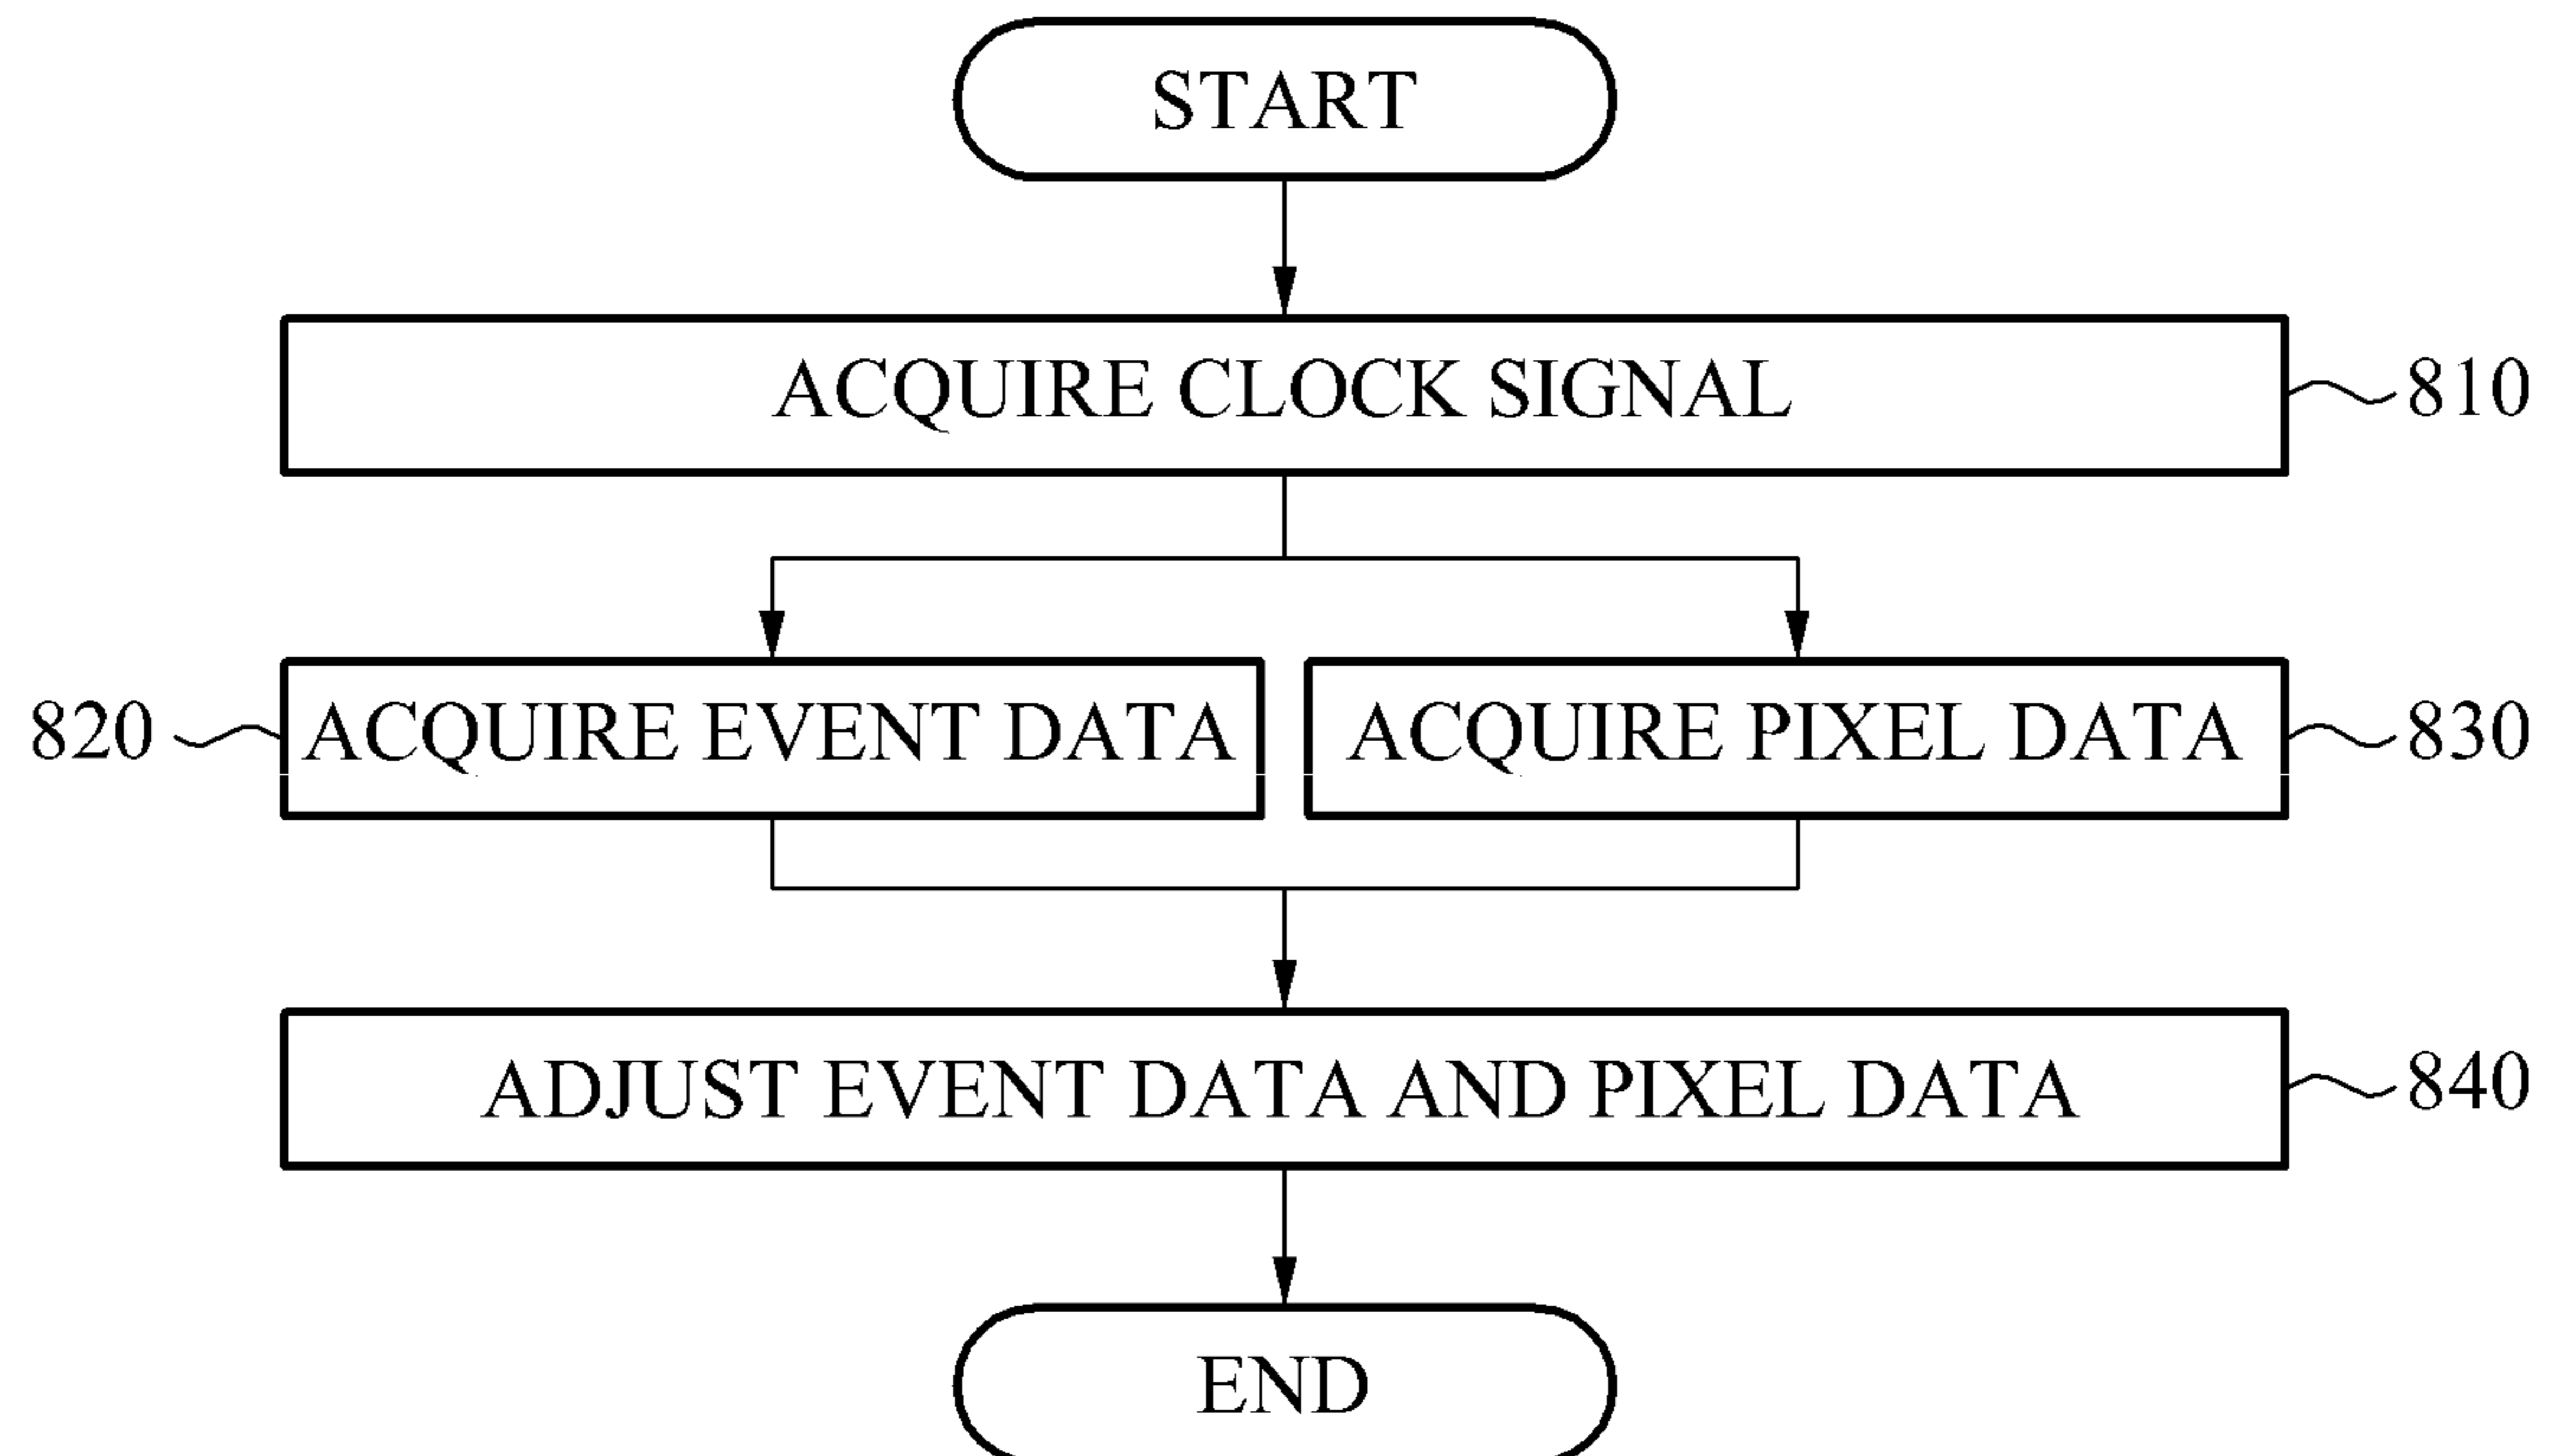 START
ACQUIRE CLOCK SIGNAL 810
820 ACQUIRE EVENT DATA ACQUIRE PIXEL DATA 830
ADJUST EVENT DATA AND PIXEL DATA 840
END